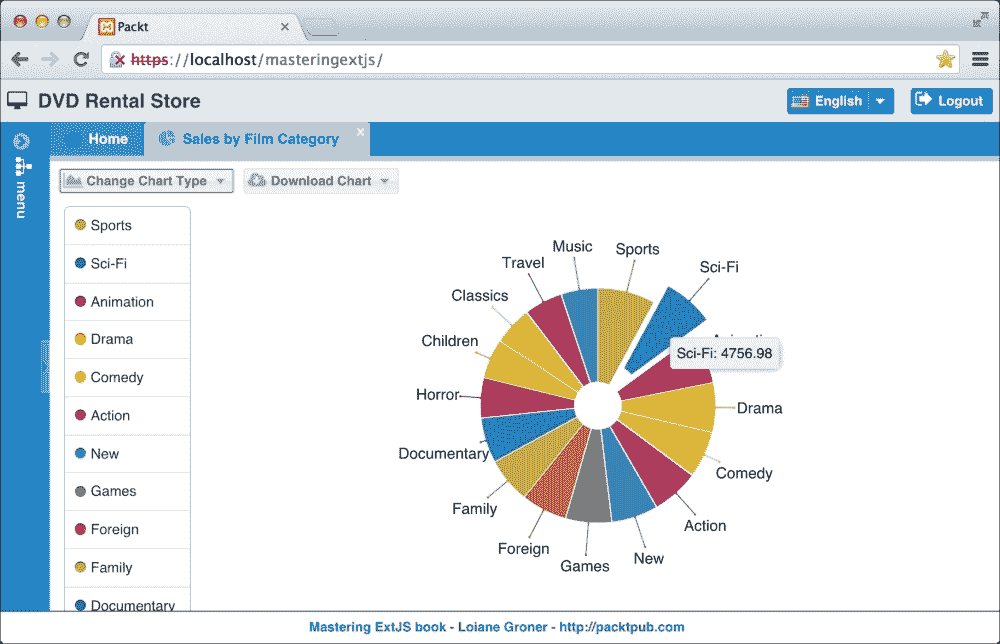 Packt
https://localhost/masteringextjs/
DVD Rental Store
English
Logout
menu
Home
Sales by Film Category
Change Chart Type
Download Chart
Sports
Sci-Fi
Animation
Drama
Comedy
Action
New
Games
Foreign
Family
Documentary
Music
Sports
Travel
Sci-Fi
Classics
Children
Sci-Fi: 4756.98
Horror
Drama
Documentary
Comedy
Family
Action
Foreign
New
Games
Mastering ExtJS book - Loiane Groner - http://packtpub.com